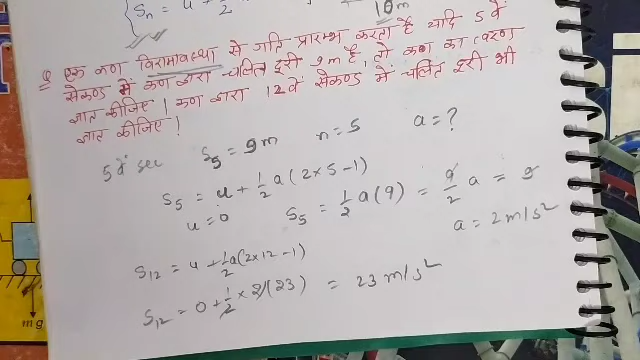 Sn = u +
10m
Q एक कण विरामावस्था से गति प्रारम्भ करता है यदि 5 वें
सेकण्ड में कण द्वारा चलित दूरी 9m है, तो कण का त्वरण
ज्ञात कीजिए। कण द्वारा 12 वें सेकण्ड में चलित दूरी भी
ज्ञात कीजिए।
5 वें sec S5 = 9m n = 5 a = ?
S5 = u + 1/2 a (2 × 5 - 1)
u = 0 S5 = 1/2 a (9) = 9/2 a = 9
a = 2 m/s²
S12 = u + 1/2 a (2 × 12 - 1)
S12 = 0 + 1/2 × 2 (23) = 23 m/s²
mg